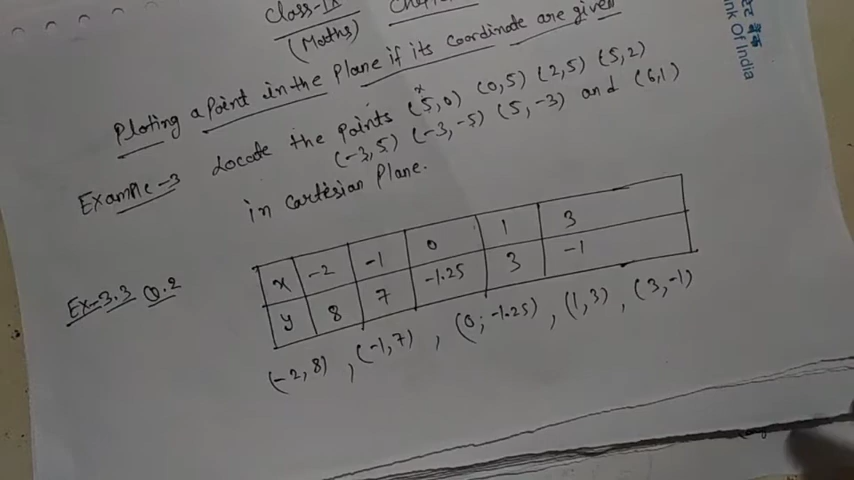 Class-IX
(Maths)
Ploting a point in the plane if its coordinate are given
Example-3 Locate the points (5,0) (0,5) (2,5) (5,2)
(-3,5) (-3,-5) (5,-3) and (6,1)
in cartesian Plane.
Ex-3.3 Q.2
x -2 -1 0 1 3
y 8 7 -1.25 3 -1
(-2,8), (-1,7), (0,-1.25), (1,3), (3,-1)
Of India